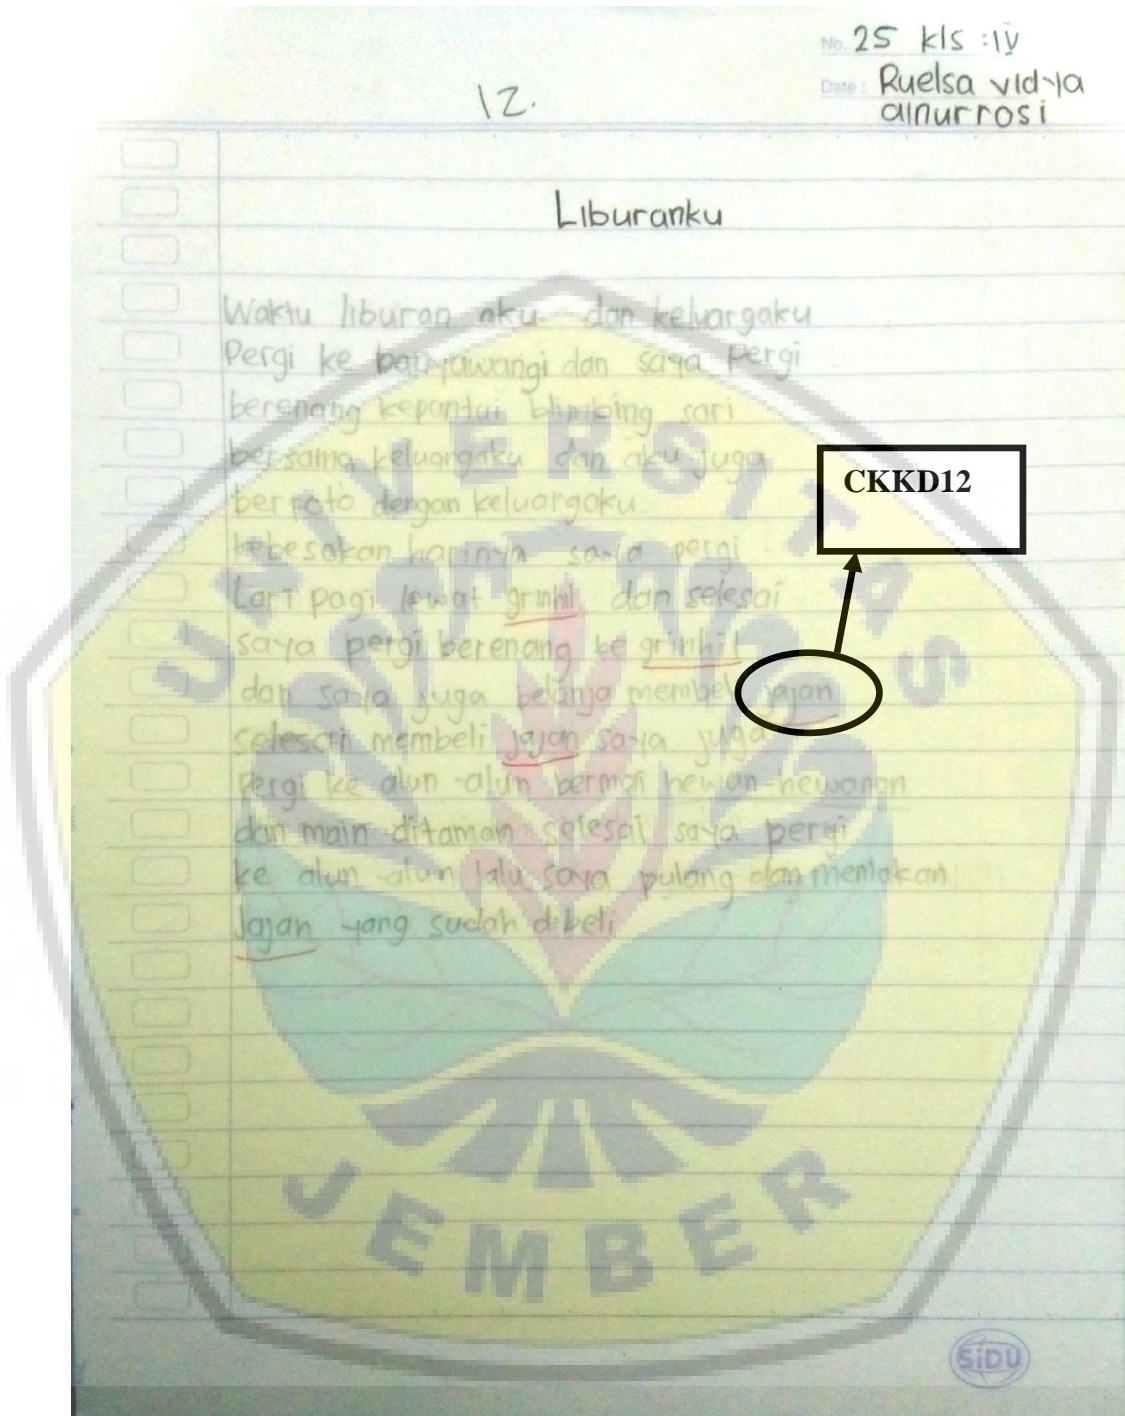 No. 25 kls : IV
Date: Ruelsa vidya
ainurrosi
12.
Liburanku
Waktu liburan aku dan keluargaku
Pergi ke banyuwangi dan saya Pergi
berenang kepantai blimbing sari
bersama keluargaku dan aku juga
berpoto dengan keluargaku.
CKKD12
kebesokan harinya saya pergi
Lari pagi lewat grinhil dan selesai
saya pergi berenang ke grinhil
dan saya juga belanja membeli jajan
selesai membeli jajan saya juga
Pergi ke alun-alun bermain hewan-hewanan
dan main ditaman selesai saya pergi
ke alun-alun lalu saya pulang dan
Jajan yang sudah dibeli
UNIVERSITAS
JEMBER
SiDU